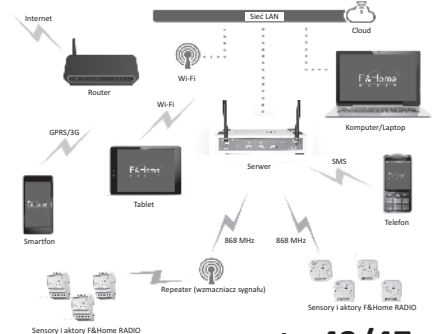 Internet
Sieć LAN
Cloud
Wi-Fi
Router
F&Home
Komputer/Laptop
Wi-Fi
GPRS/3G
F&Home
Serwer
SMS
Tablet
Smartfon
Telefon
868 MHz
868 MHz
Repeater (wzmacniacz sygnału)
Sensory i aktory F&Home RADIO
Sensory i aktory F&Home RADIO